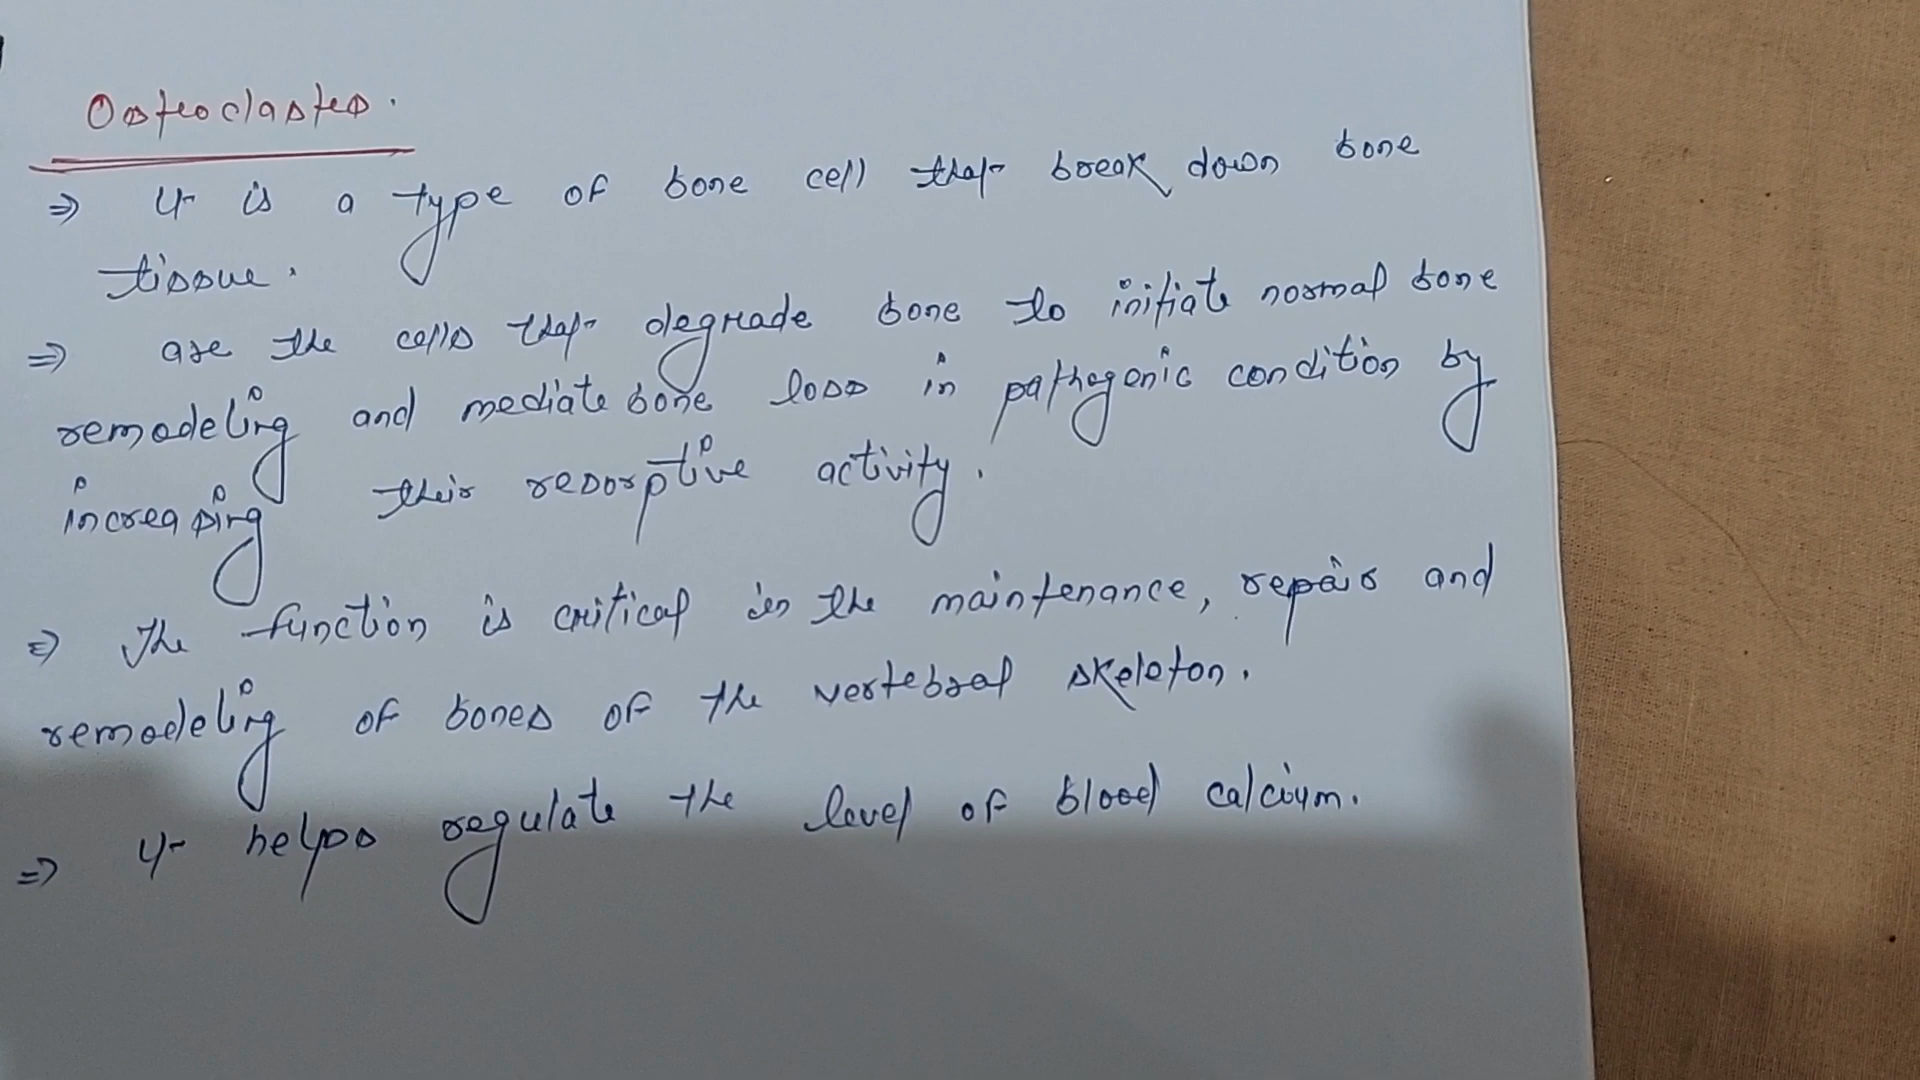 Osteoclastes.
⇒ It is a type of bone cell that break down bone
tissue.
⇒ are the cells that degrade bone to initiate normal bone
remodeling and mediate bone loss in pathogenic condition by
increasing their resorptive activity.
⇒ The function is critical in the maintenance, repair and
remodeling of bones of the vertebral skeleton.
⇒ It helps regulate the level of blood calcium.